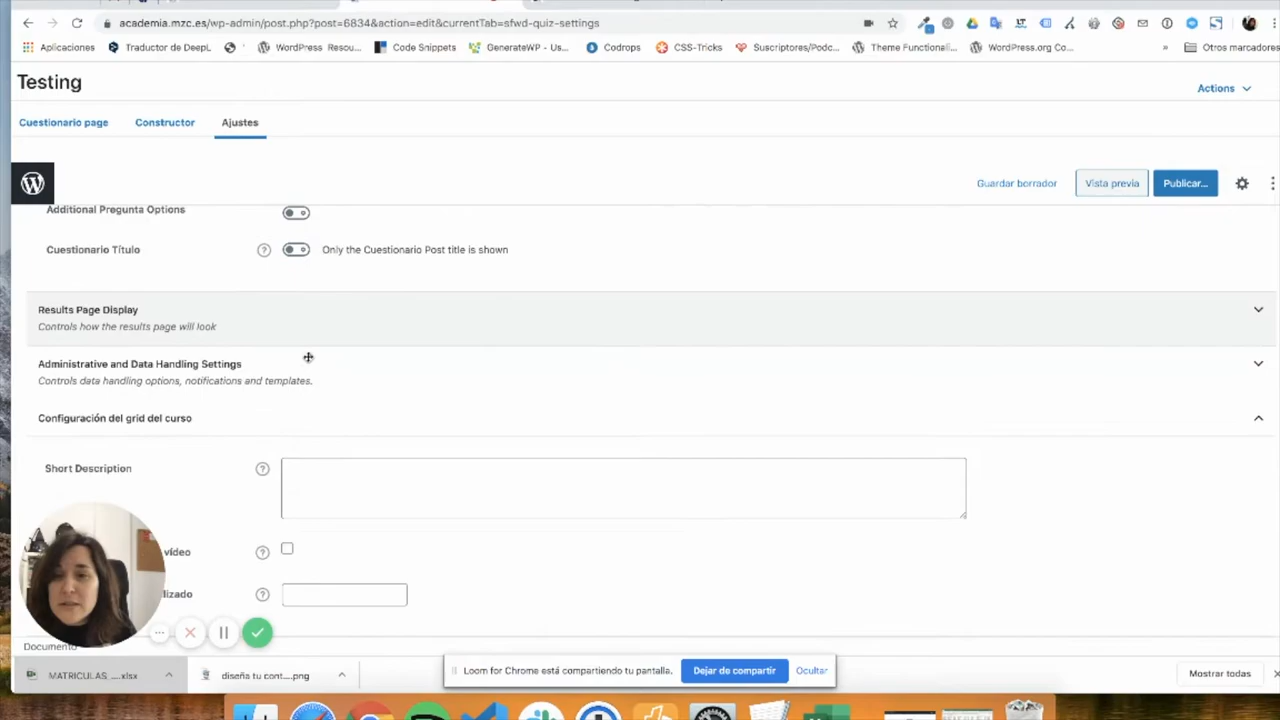 academia.mzc.es/wp-admin/post.php?post=6834&action=edit&currentTab=sfwd-quiz-settings
Aplicaciones Traductor de DeepL WordPress Resou... Code Snippets GenerateWP - Us... Codrops CSS-Tricks Suscriptores/Podc... Theme Functionali... WordPress.org Co... » Otros marcadores
Testing
Actions
Cuestionario page Constructor Ajustes
Guardar borrador Vista previa Publicar...
Additional Pregunta Options
Cuestionario Título ? Only the Cuestionario Post title is shown
Results Page Display
Controls how the results page will look
Administrative and Data Handling Settings
Controls data handling options, notifications and templates.
Configuración del grid del curso
Short Description ?
vídeo ?
lizado ?
Documento
Loom for Chrome está compartiendo tu pantalla. Dejar de compartir Ocultar
MATRICULAS_....xlsx diseña tu cont....png Mostrar todas